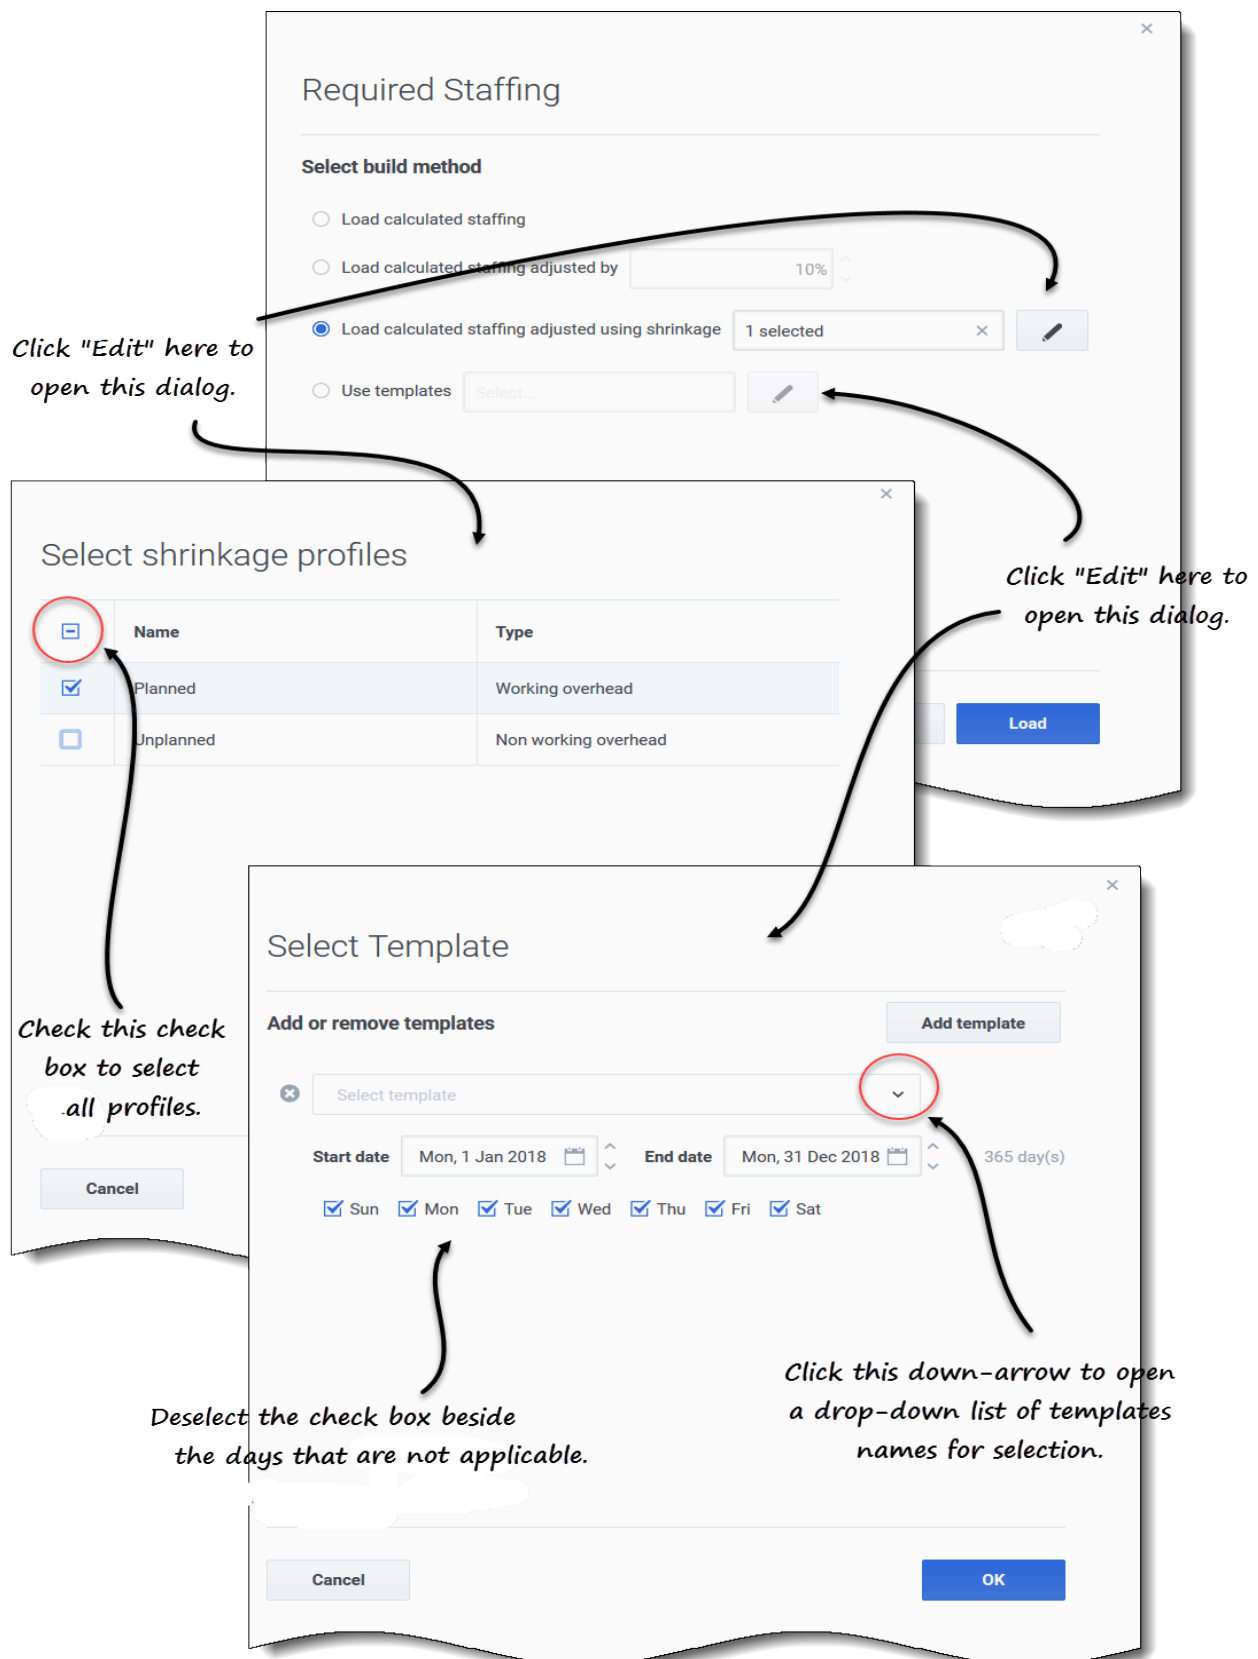 Required Staffing
Select build method
Load calculated staffing
Load calculated staffing adjusted by 10%
Load calculated staffing adjusted using shrinkage 1 selected
Use templates Select...
Click "Edit" here to
open this dialog.
Click "Edit" here to
open this dialog.
Load
Select shrinkage profiles
Name Type
Planned Working overhead
Unplanned Non working overhead
Check this check
box to select
all profiles.
Cancel
Select Template
Add or remove templates Add template
Select template
Start date Mon, 1 Jan 2018 End date Mon, 31 Dec 2018 365 day(s)
Sun Mon Tue Wed Thu Fri Sat
Click this down-arrow to open
a drop-down list of templates
names for selection.
Deselect the check box beside
the days that are not applicable.
Cancel OK